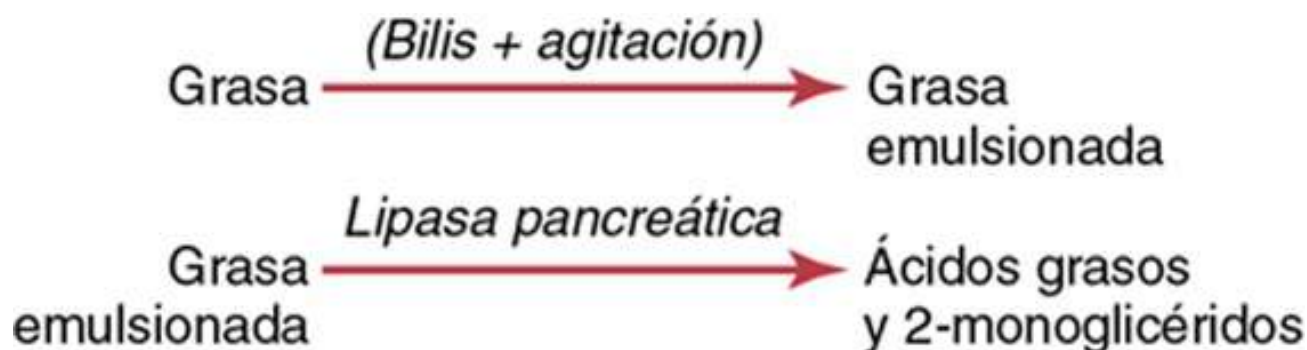 (Bilis + agitación)
Grasa
Grasa
emulsionada
Lipasa pancreática
Grasa
emulsionada
Ácidos grasos
y 2-monoglicéridos